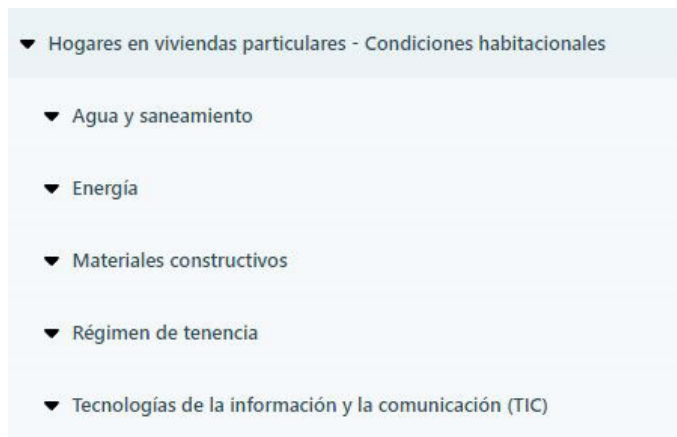 Hogares en viviendas particulares - Condiciones habitacionales
Agua y saneamiento
Energía
Materiales constructivos
Régimen de tenencia
Tecnologías de la información y la comunicación (TIC)